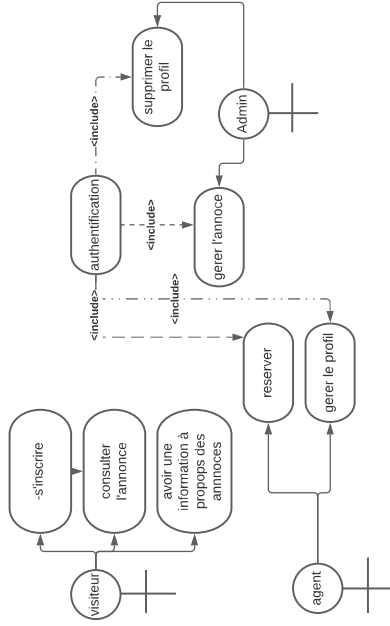 visiteur
-s'inscrire
consulter
l'annonce
avoir une
information à
propops des
annnoces
agent
reserver
gerer le profil
authentification
<include>
<include>
<include>
<include>
gerer l'annoce
supprimer le
profil
Admin